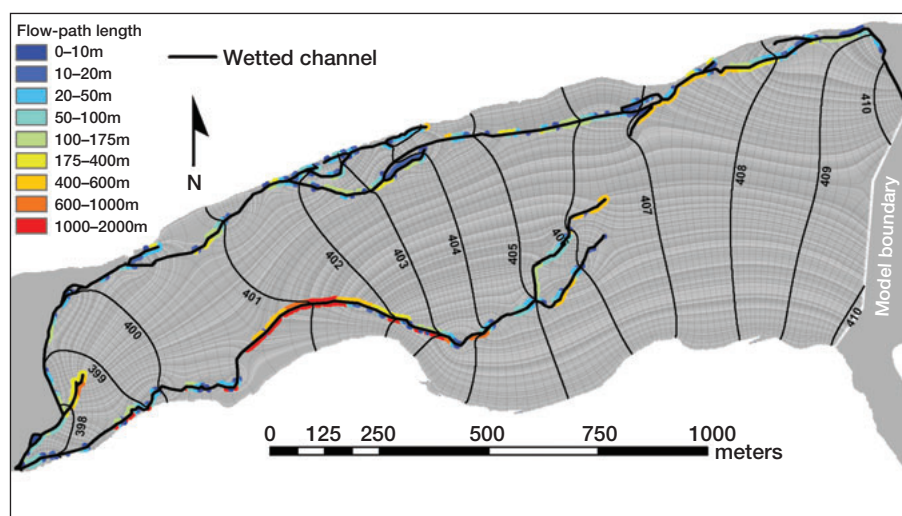 Flow-path length
0–10m
10–20m
20–50m
50–100m
100–175m
175–400m
400–600m
600–1000m
1000–2000m
Wetted channel
N
410
409
408
407
406
405
404
403
402
401
400
399
398
410
Model boundary
0 125 250 500 750 1000
meters